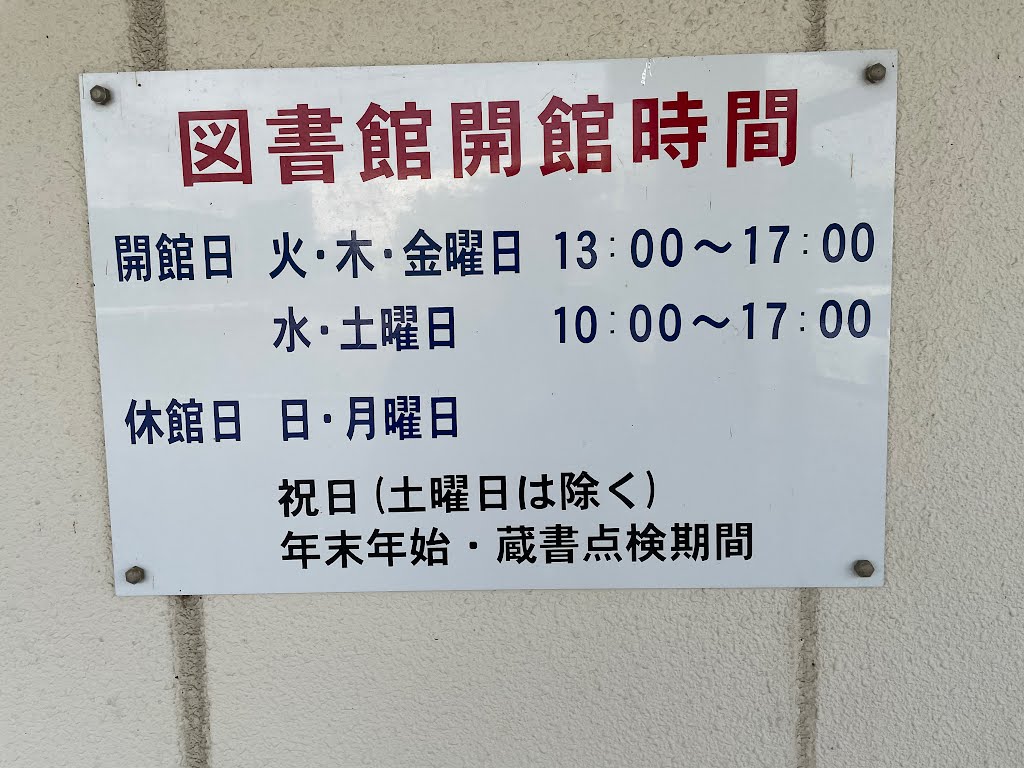 図書館開館時間
開館日 火・木・金曜日 13:00～17:00
水・土曜日 10:00～17:00
休館日 日・月曜日
祝日(土曜日は除く)
年末年始・蔵書点検期間